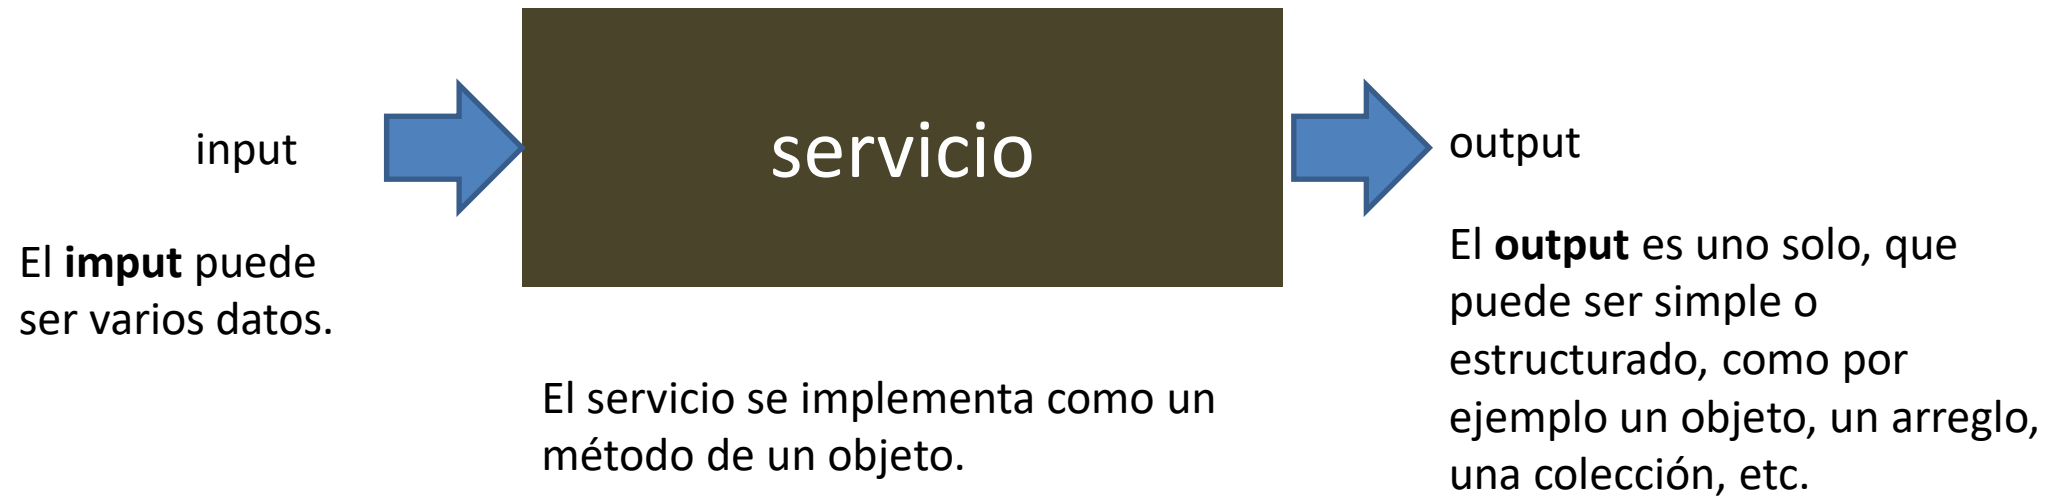 input
El imput puede
ser varios datos.
servicio
El servicio se implementa como un
método de un objeto.
output
El output es uno solo, que
puede ser simple o
estructurado, como por
ejemplo un objeto, un arreglo,
una colección, etc.